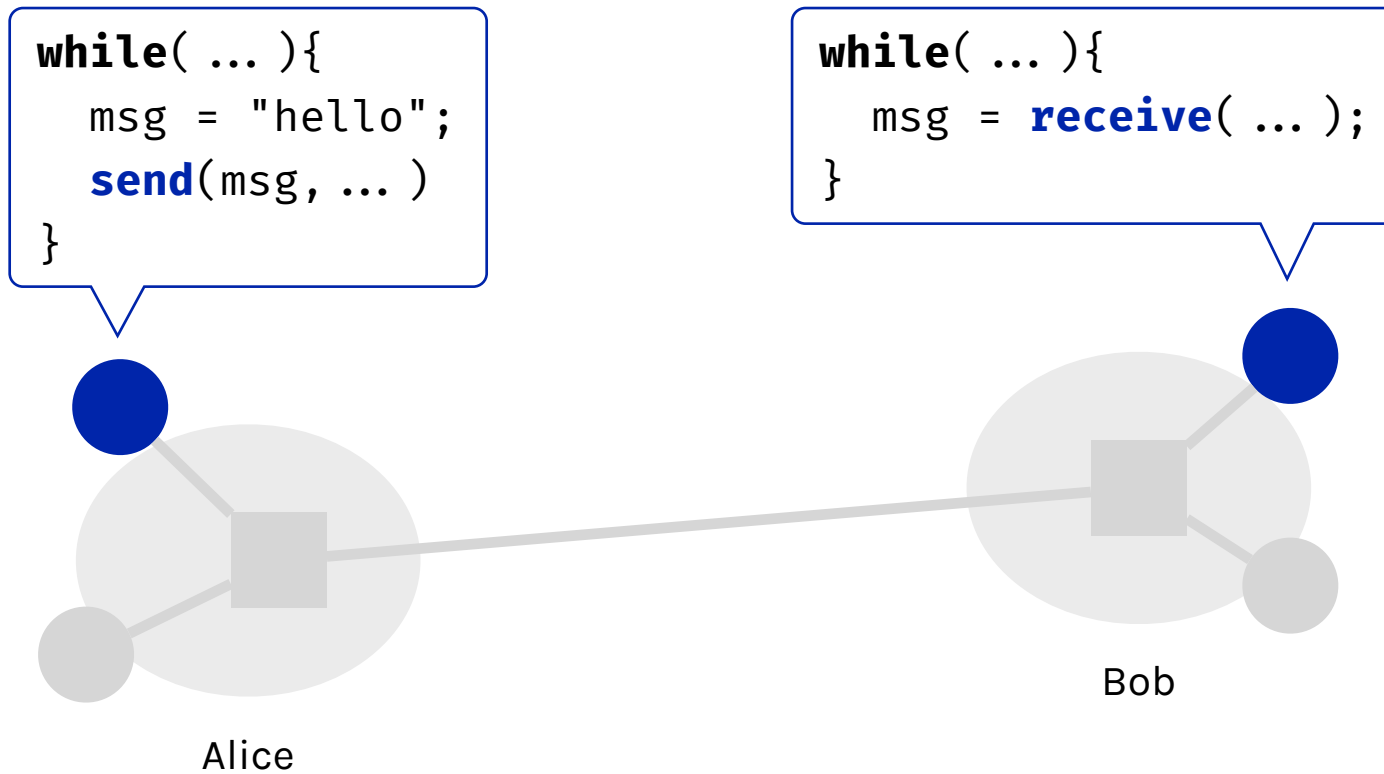 while( ... ){
  msg = "hello";
  send(msg, ... )
}
while( ... ){
  msg = receive( ... );
}
Bob
Alice